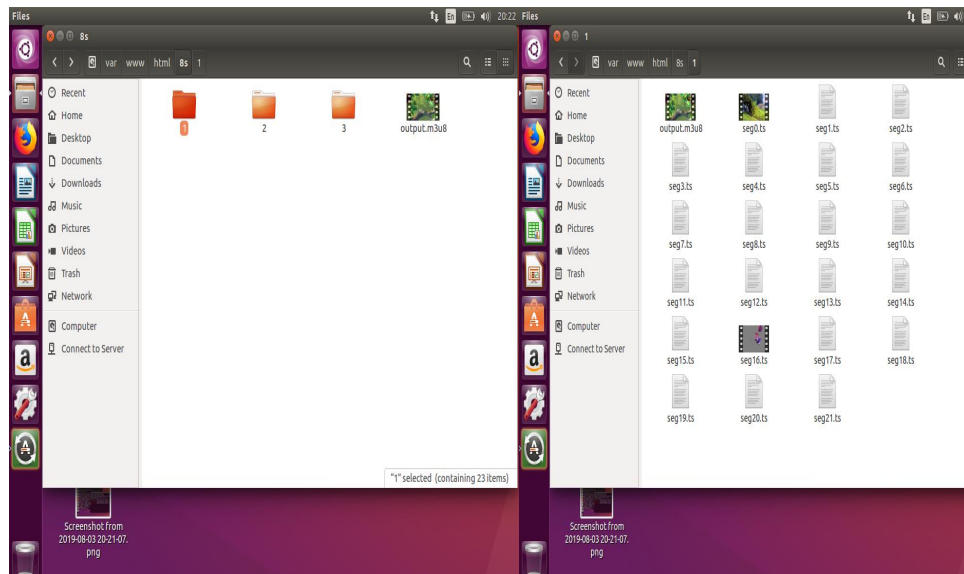 Files
En
20:22
8s
var www html 8s 1
Recent
Home
Desktop
Documents
Downloads
Music
Pictures
Videos
Trash
Network
Computer
Connect to Server
1
2
3
output.m3u8
"1" selected (containing 23 items)
Screenshot from
2019-08-03 20-21-07.
png
Files
En
1
var www html 8s 1
Recent
Home
Desktop
Documents
Downloads
Music
Pictures
Videos
Trash
Network
Computer
Connect to Server
output.m3u8 seg0.ts seg1.ts seg2.ts
seg3.ts seg4.ts seg5.ts seg6.ts
seg7.ts seg8.ts seg9.ts seg10.ts
seg11.ts seg12.ts seg13.ts seg14.ts
seg15.ts seg16.ts seg17.ts seg18.ts
seg19.ts seg20.ts seg21.ts
Screenshot from
2019-08-03 20-21-07.
png